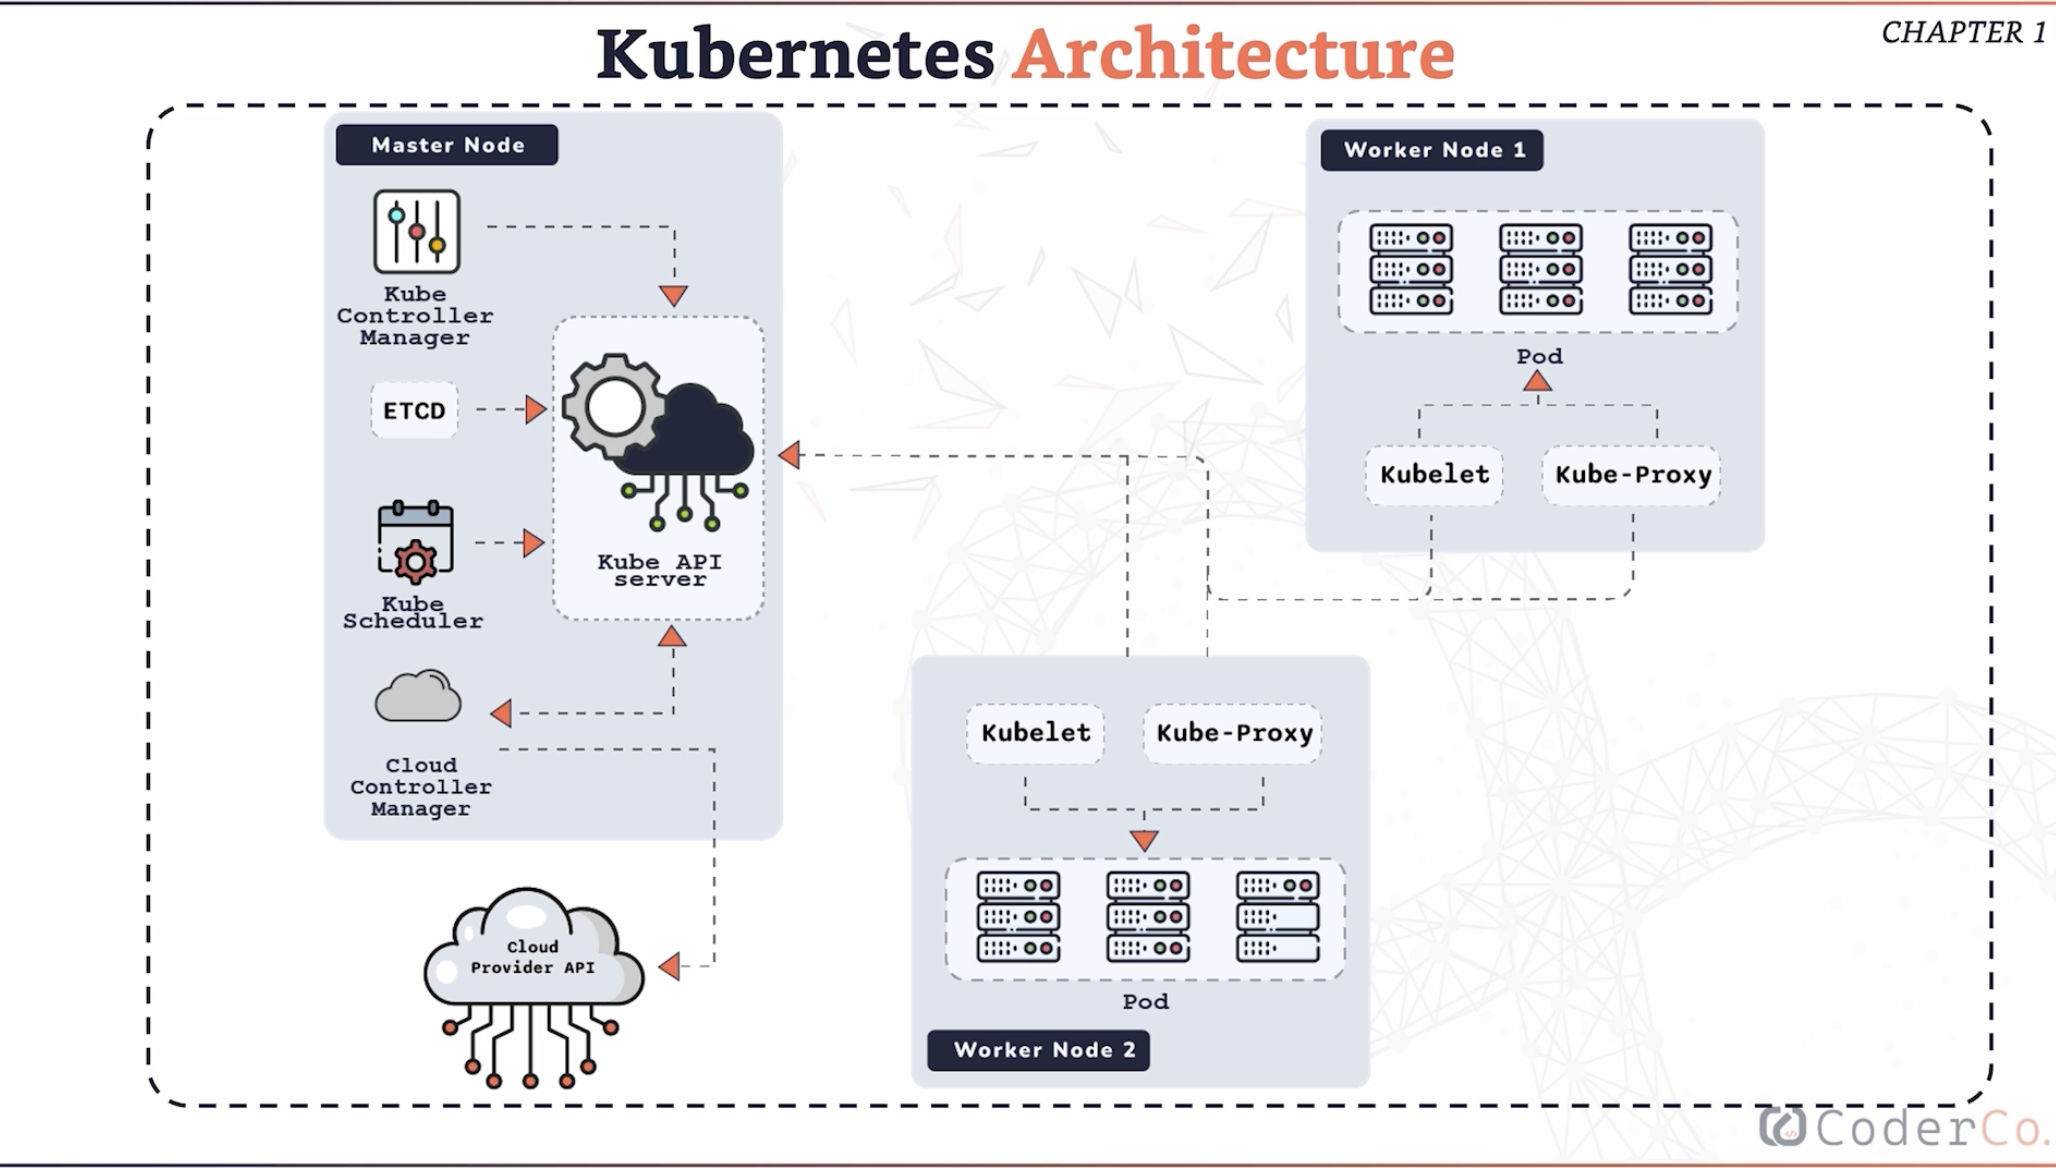 Kubernetes Architecture
CHAPTER 1
Master Node
Kube
Controller
Manager
ETCD
Kube
Scheduler
Kube API
server
Cloud
Controller
Manager
Cloud
Provider API
Worker Node 1
Pod
Kubelet
Kube-Proxy
Kubelet
Kube-Proxy
Pod
Worker Node 2
CoderCo.